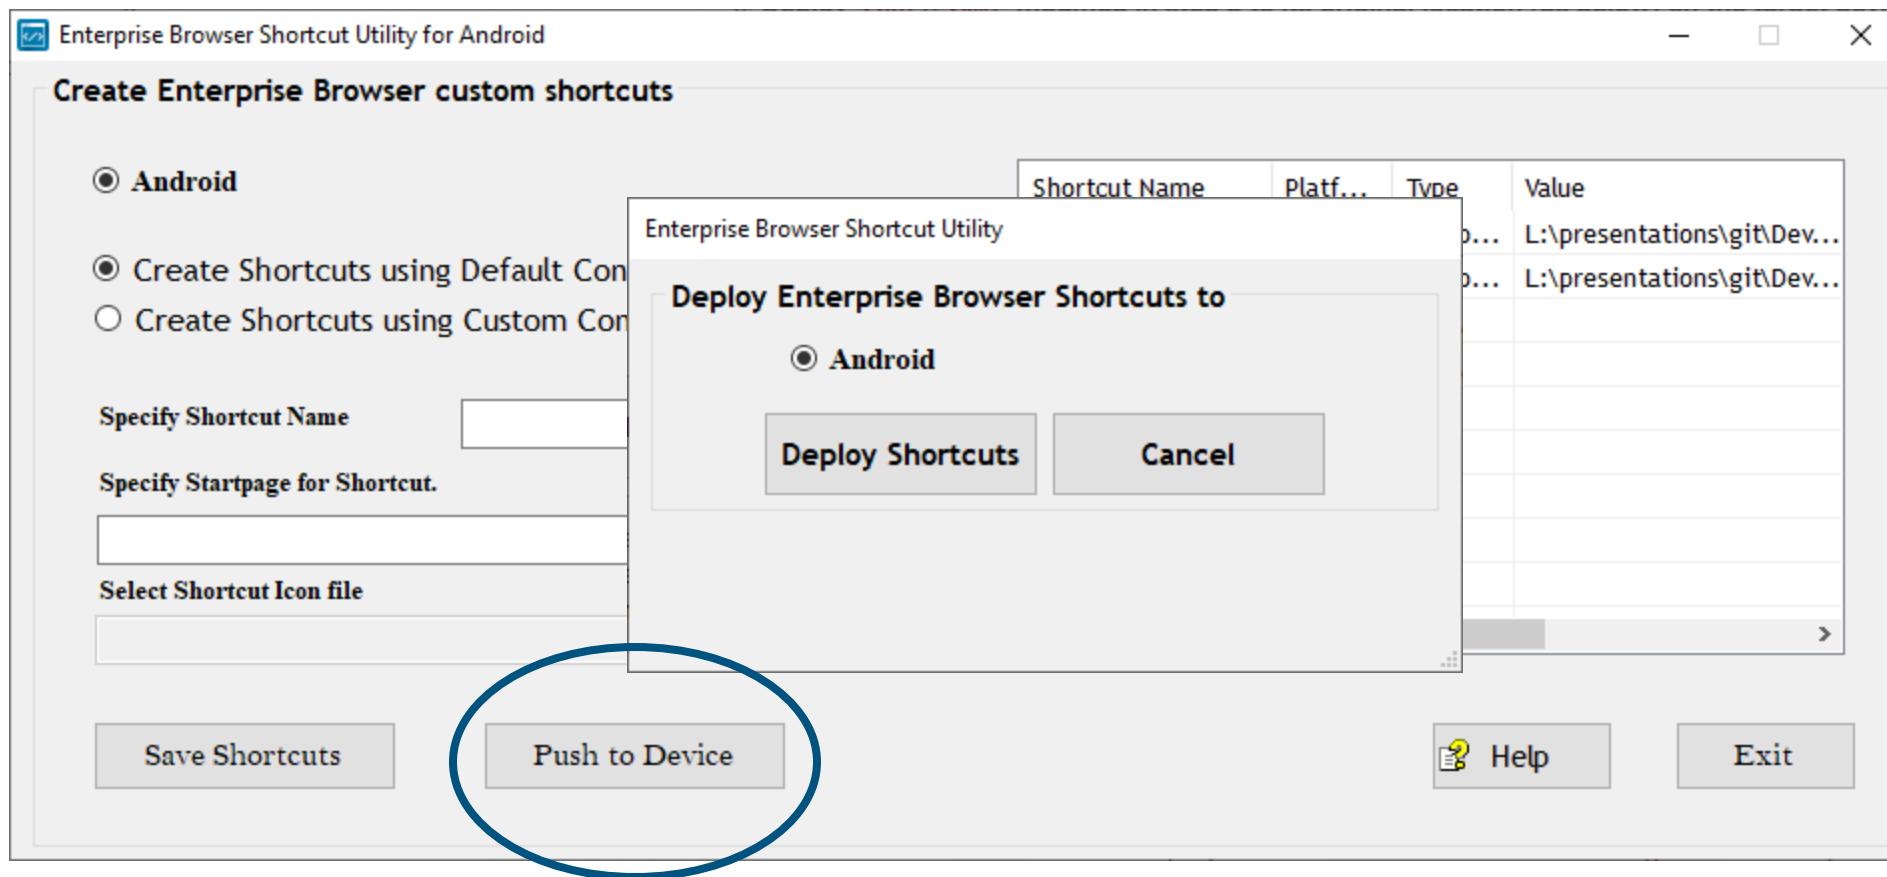 Enterprise Browser Shortcut Utility for Android
Create Enterprise Browser custom shortcuts
Android
Create Shortcuts using Default Con
Create Shortcuts using Custom Con
Specify Shortcut Name
Specify Startpage for Shortcut.
Select Shortcut Icon file
Shortcut Name Platf... Type Value
L:\presentations\git\Dev...
L:\presentations\git\Dev...
Enterprise Browser Shortcut Utility
Deploy Enterprise Browser Shortcuts to
Android
Deploy Shortcuts Cancel
Save Shortcuts Push to Device Help Exit